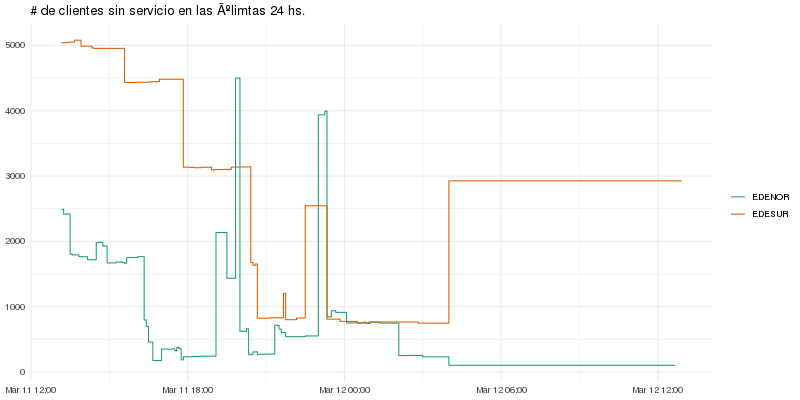 # de clientes sin servicio en las Ãºlimtas 24 hs.
5000
4000
3000
2000
1000
0
Mar 11 12:00
Mar 11 18:00
Mar 12 00:00
Mar 12 06:00
Mar 12 12:00
EDENOR
EDESUR